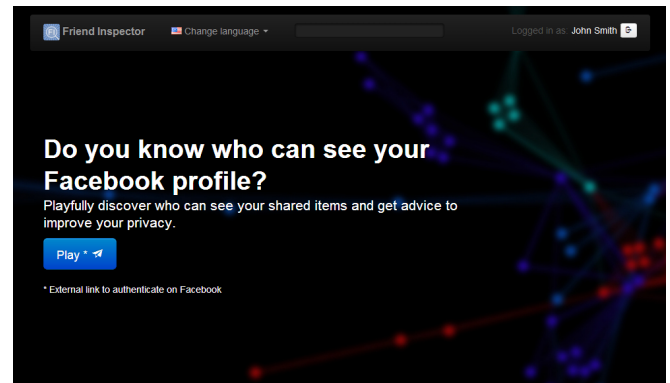 Friend Inspector Change language Logged in as: John Smith
Do you know who can see your
Facebook profile?
Playfully discover who can see your shared items and get advice to
improve your privacy.
Play *
* External link to authenticate on Facebook